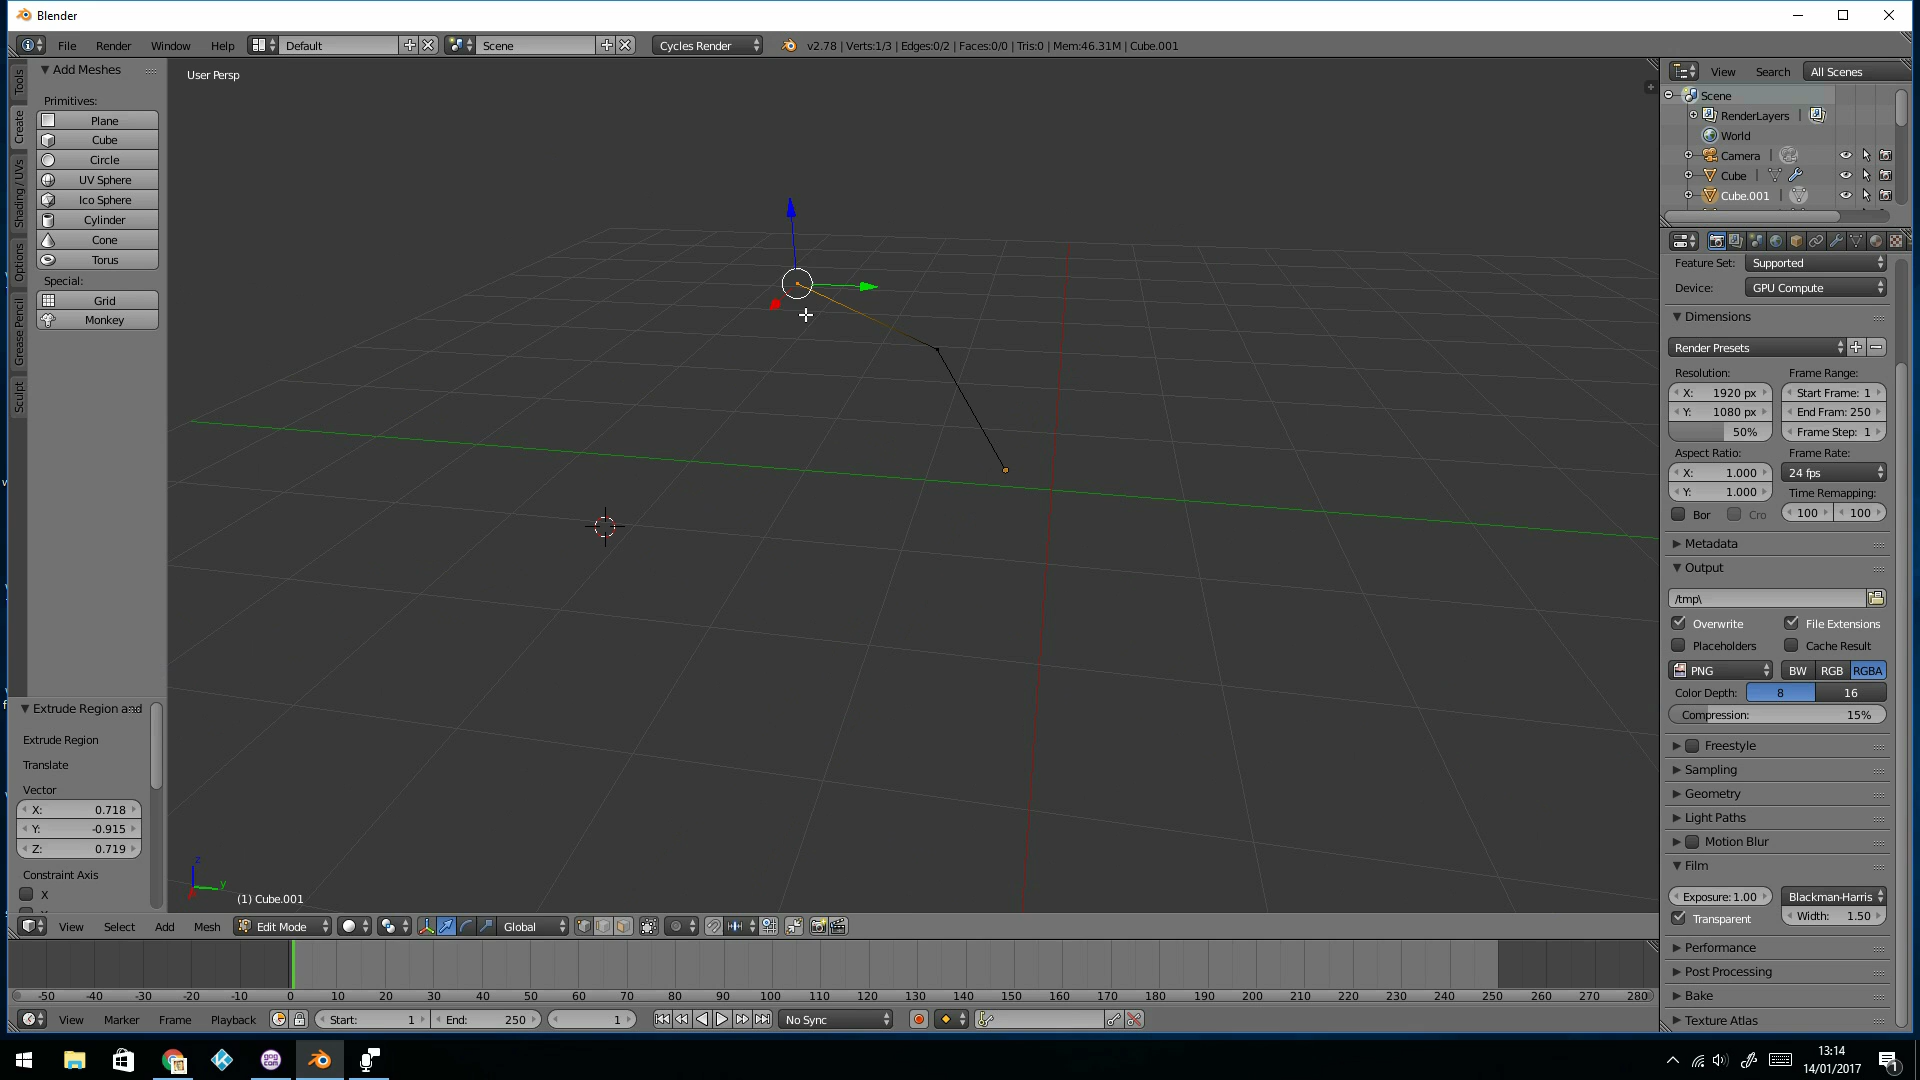 Blender
File Render Window Help Default Scene Cycles Render v2.78 | Verts:1/3 | Edges:0/2 | Faces:0/0 | Tris:0 | Mem:46.31M | Cube.001
Add Meshes
Primitives:
Plane
Cube
Circle
UV Sphere
Ico Sphere
Cylinder
Cone
Torus
Special:
Grid
Monkey
Tools
Create
Shading / UVs
Options
Grease Pencil
Sculpt
Extrude Region and
Extrude Region
Translate
Vector
X: 0.718
Y: -0.915
Z: 0.719
Constraint Axis
X
User Persp
z
y
(1) Cube.001
View Select Add Mesh Edit Mode Global
View Search All Scenes
Scene
RenderLayers
World
Camera
Cube
Cube.001
Feature Set: Supported
Device: GPU Compute
Dimensions
Render Presets
Resolution: Frame Range:
X: 1920 px Start Frame: 1
Y: 1080 px End Fram: 250
50% Frame Step: 1
Aspect Ratio: Frame Rate:
X: 1.000 24 fps
Y: 1.000 Time Remapping:
Bor Cro 100 100
Metadata
Output
/tmp\
Overwrite File Extensions
Placeholders Cache Result
PNG BW RGB RGBA
Color Depth: 8 16
Compression: 15%
Freestyle
Sampling
Geometry
Light Paths
Motion Blur
Film
Exposure: 1.00 Blackman-Harris
Transparent Width: 1.50
Performance
Post Processing
Bake
Texture Atlas
-50 -40 -30 -20 -10 0 10 20 30 40 50 60 70 80 90 100 110 120 130 140 150 160 170 180 190 200 210 220 230 240 250 260 270 280
View Marker Frame Playback Start: 1 End: 250 1 No Sync
gog com
13:14
14/01/2017
1